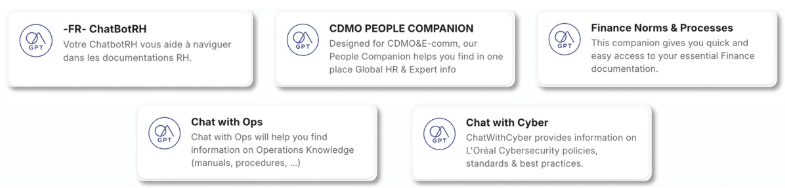 -FR- ChatBotRH
Votre ChatbotRH vous aide à naviguer
dans les documentations RH.
GPT
CDMO PEOPLE COMPANION
Designed for CDMO&E-comm, our
People Companion helps you find in one
place Global HR & Expert info
GPT
Finance Norms & Processes
This companion gives you quick and
easy access to your essential Finance
documentation.
GPT
Chat with Ops
Chat with Ops will help you find
information on Operations Knowledge
(manuals, procedures, ...)
GPT
Chat with Cyber
ChatWithCyber provides information on
L'Oréal Cybersecurity policies,
standards & best practices.
GPT